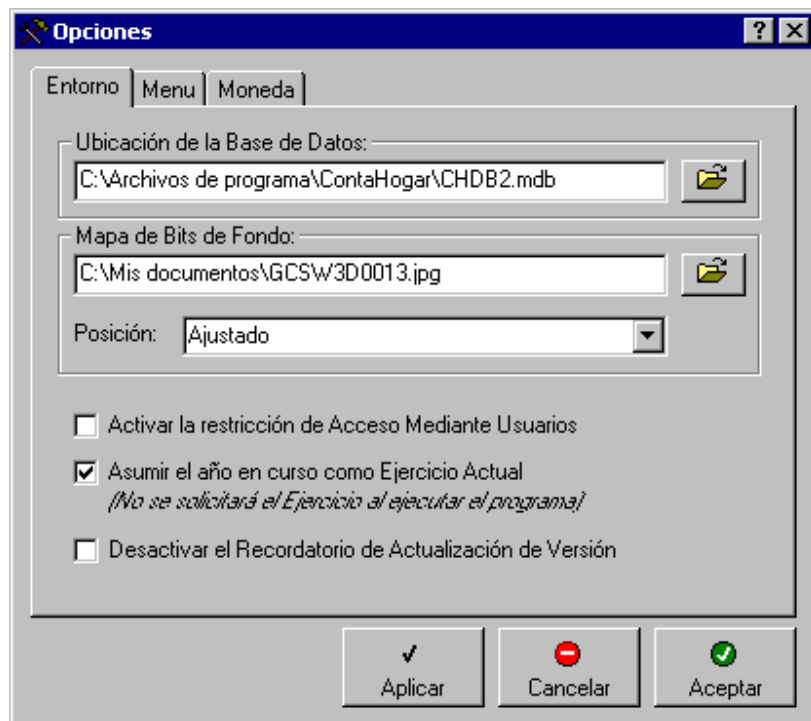 Opciones
Entorno Menu Moneda
Ubicación de la Base de Datos:
C:\Archivos de programa\ContaHogar\CHDB2.mdb
Mapa de Bits de Fondo:
C:\Mis documentos\GCSW3D0013.jpg
Posición: Ajustado
Activar la restricción de Acceso Mediante Usuarios
Asumir el año en curso como Ejercicio Actual
(No se solicitará el Ejercicio al ejecutar el programa)
Desactivar el Recordatorio de Actualización de Versión
Aplicar Cancelar Aceptar